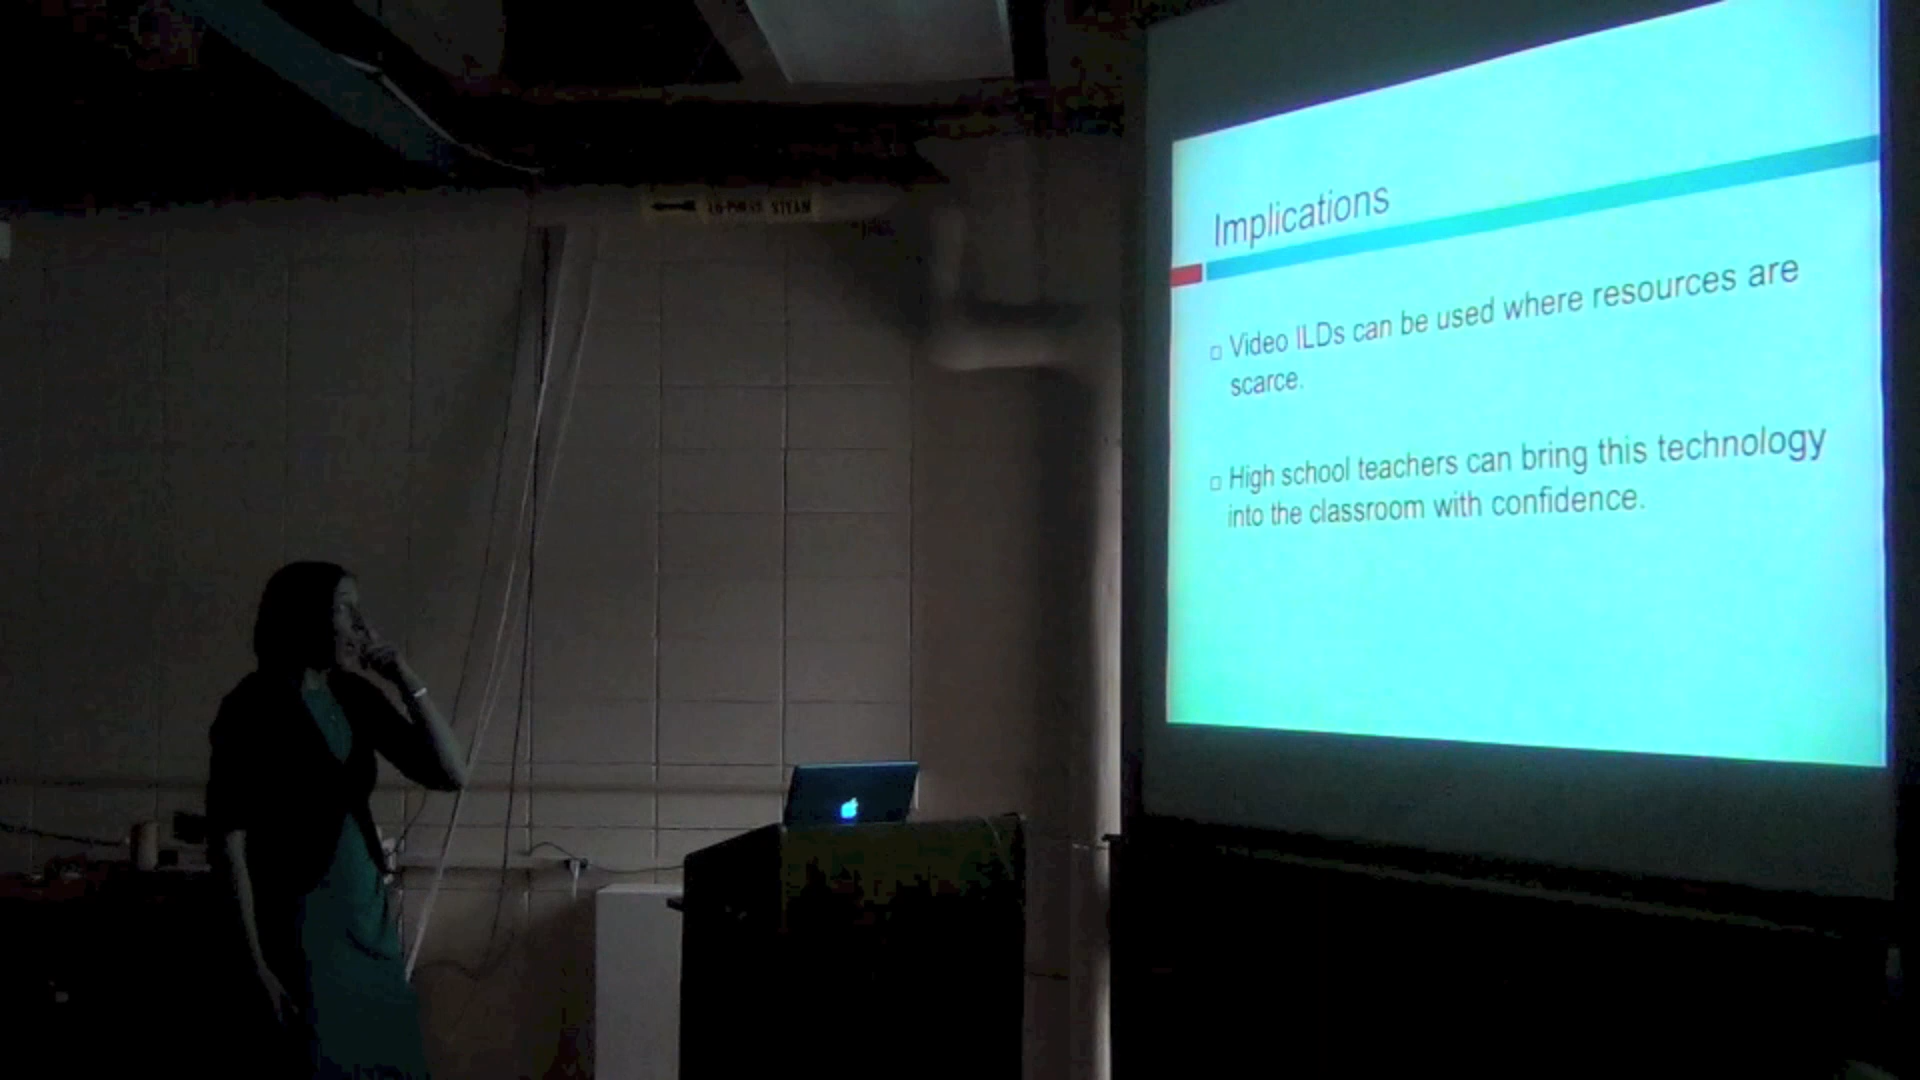 STEAM
Implications
Video ILDs can be used where resources are
scarce.
High school teachers can bring this technology
into the classroom with confidence.